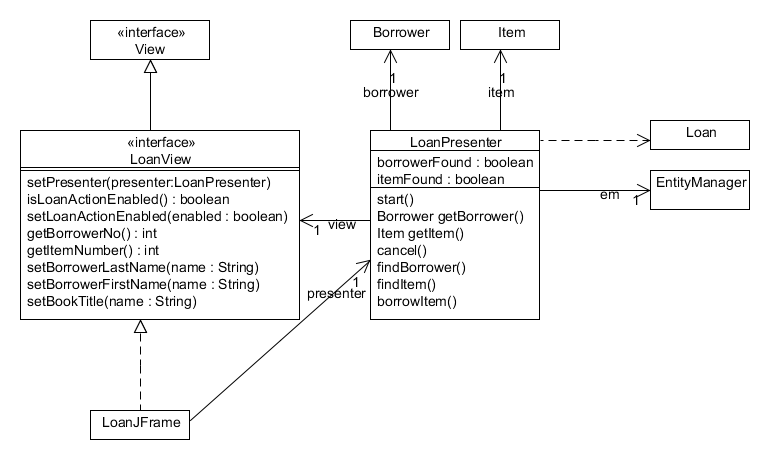 «interface»
View
Borrower
Item
1
borrower
1
item
«interface»
LoanView
setPresenter(presenter:LoanPresenter)
isLoanActionEnabled() : boolean
setLoanActionEnabled(enabled : boolean)
getBorrowerNo() : int
getItemNumber() : int
setBorrowerLastName(name : String)
setBorrowerFirstName(name : String)
setBookTitle(name : String)
LoanPresenter
borrowerFound : boolean
itemFound : boolean
start()
Borrower getBorrower()
Item getItem()
cancel()
findBorrower()
findItem()
borrowItem()
Loan
EntityManager
em
1
view
1
1
presenter
LoanJFrame